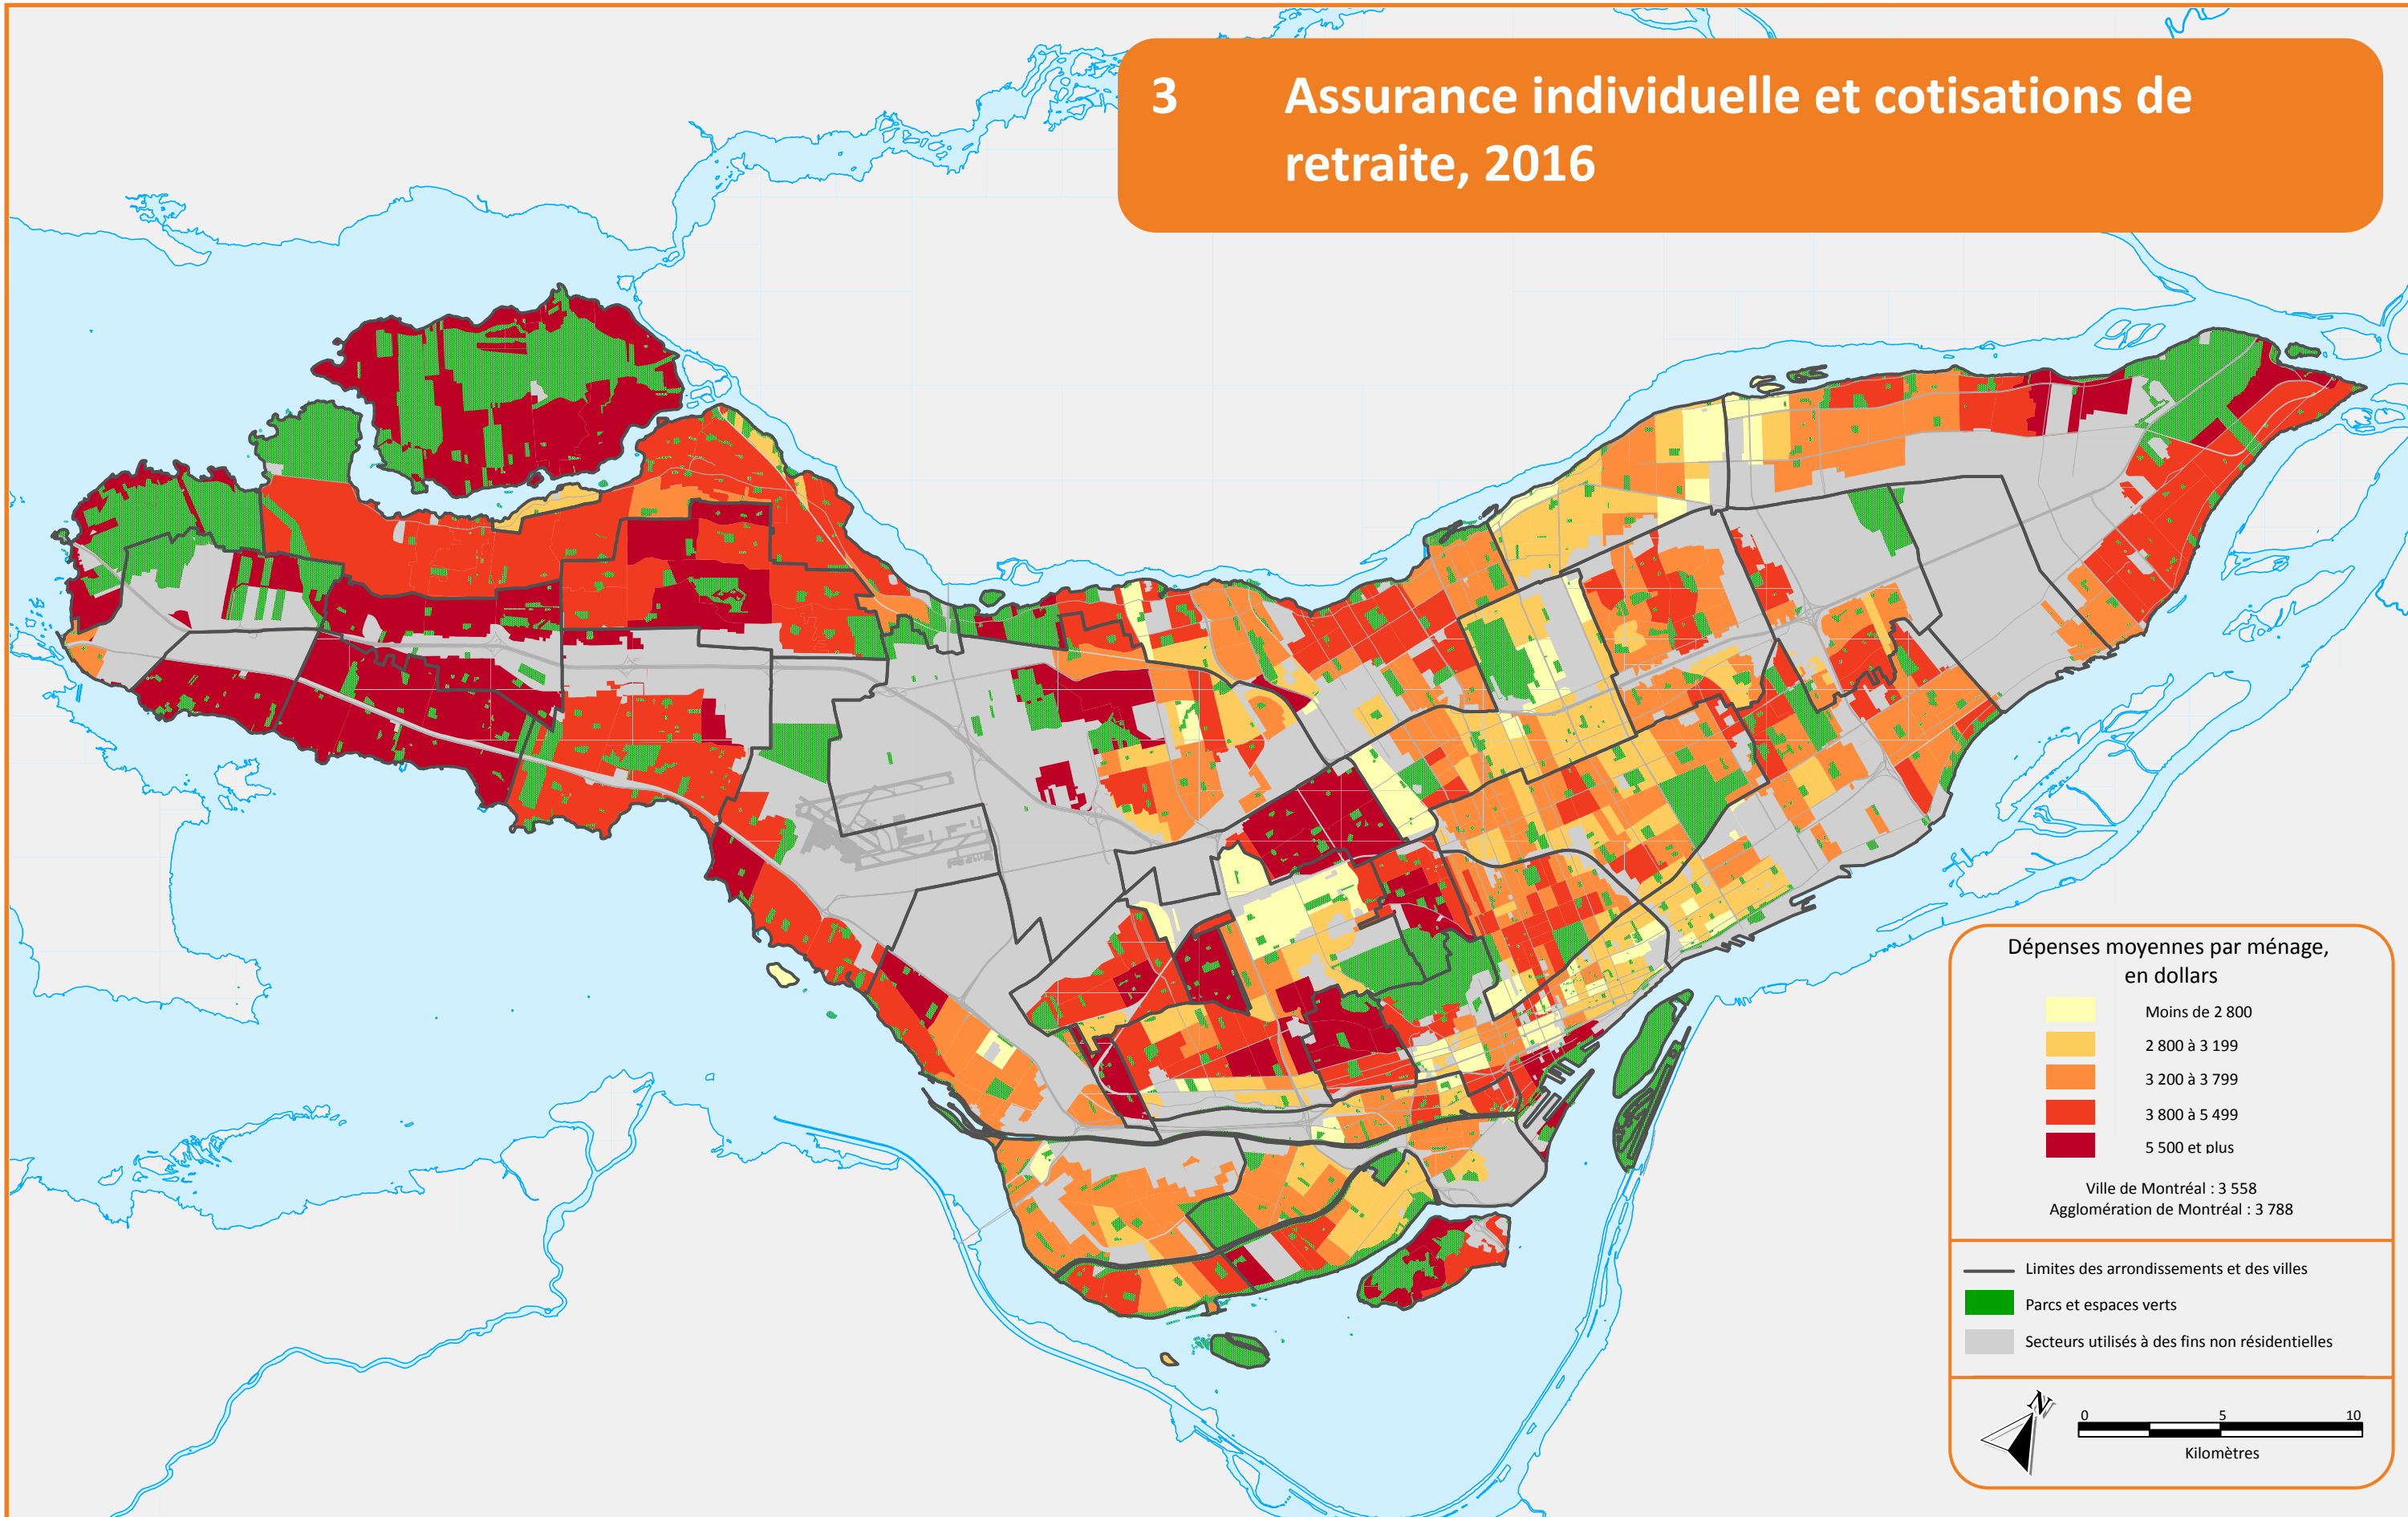 3 Assurance individuelle et cotisations de
retraite, 2016
Dépenses moyennes par ménage,
en dollars
Moins de 2 800
2 800 à 3 199
3 200 à 3 799
3 800 à 5 499
5 500 et plus
Ville de Montréal : 3 558
Agglomération de Montréal : 3 788
Limites des arrondissements et des villes
Parcs et espaces verts
Secteurs utilisés à des fins non résidentielles
N
0 5 10
Kilomètres